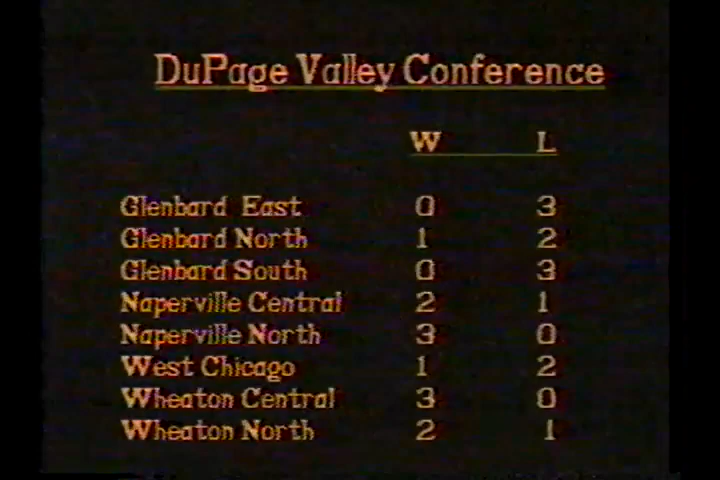 DuPage Valley Conference
W L
Glenbard East 0 3
Glenbard North 1 2
Glenbard South 0 3
Naperville Central 2 1
Naperville North 3 0
West Chicago 1 2
Wheaton Central 3 0
Wheaton North 2 1